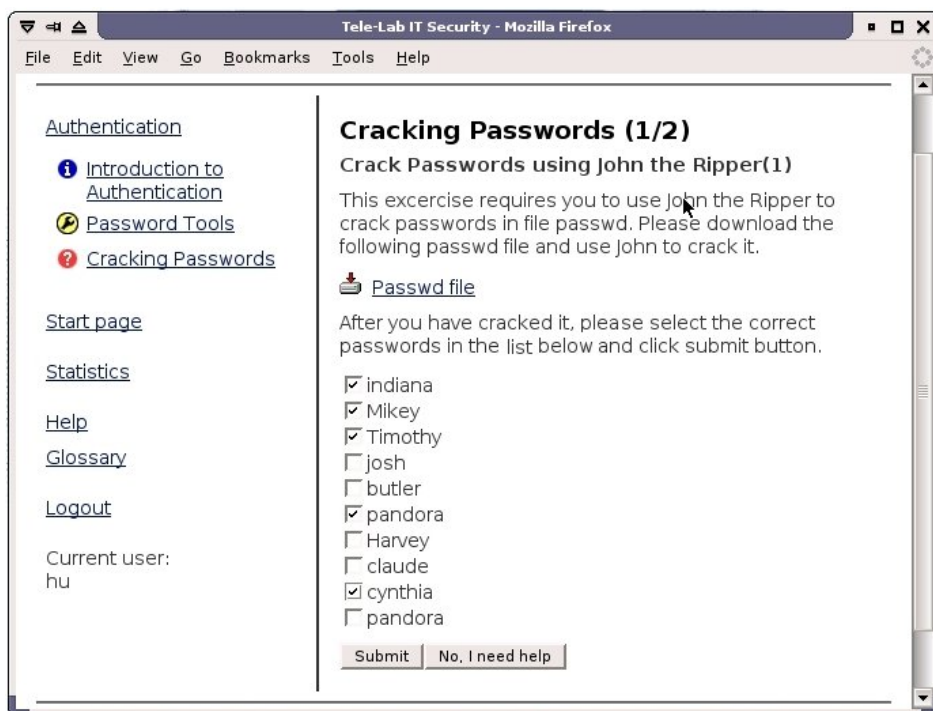 Tele-Lab IT Security - Mozilla Firefox
File Edit View Go Bookmarks Tools Help
Authentication
Introduction to
Authentication
Password Tools
Cracking Passwords
Start page
Statistics
Help
Glossary
Logout
Current user:
hu
Cracking Passwords (1/2)
Crack Passwords using John the Ripper(1)
This excercise requires you to use John the Ripper to
crack passwords in file passwd. Please download the
following passwd file and use John to crack it.
Passwd file
After you have cracked it, please select the correct
passwords in the list below and click submit button.
indiana
Mikey
Timothy
josh
butler
pandora
Harvey
claude
cynthia
pandora
Submit No, I need help